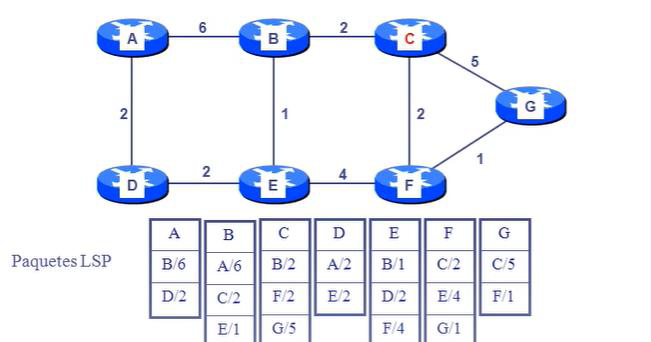 A 6 B 2 C
5
2 1 2 G
1
D 2 E 4 F
A B C D E F G
Paquetes LSP B/6 A/6 B/2 A/2 B/1 C/2 C/5
D/2 C/2 F/2 E/2 D/2 E/4 F/1
E/1 G/5 F/4 G/1